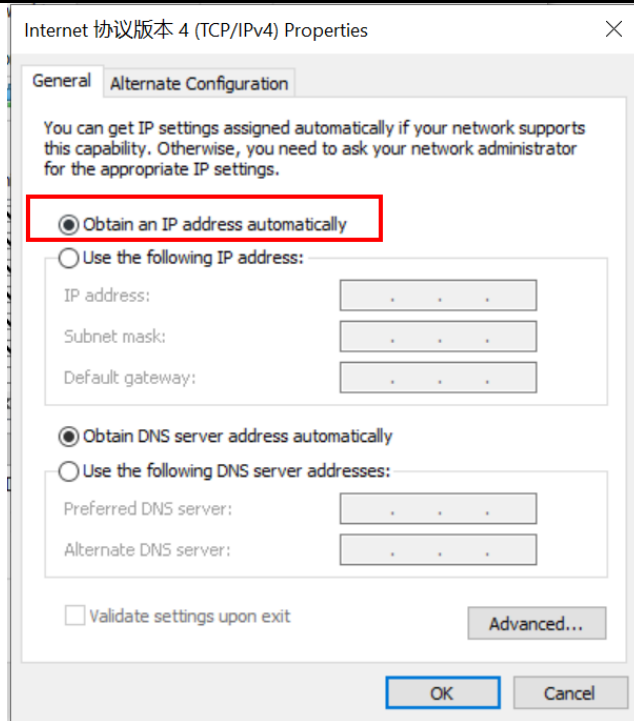 Internet 协议版本 4 (TCP/IPv4) Properties
General
Alternate Configuration
You can get IP settings assigned automatically if your network supports
this capability. Otherwise, you need to ask your network administrator
for the appropriate IP settings.
Obtain an IP address automatically
Use the following IP address:
IP address:
Subnet mask:
Default gateway:
Obtain DNS server address automatically
Use the following DNS server addresses:
Preferred DNS server:
Alternate DNS server:
Validate settings upon exit
Advanced...
OK
Cancel